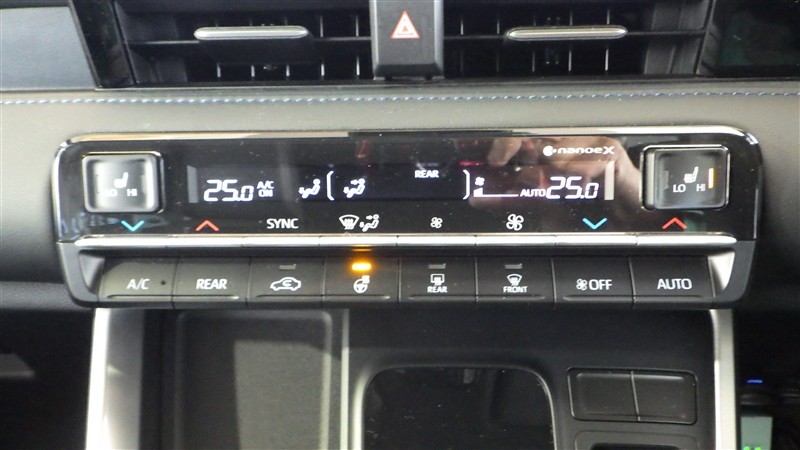 nanoeX
LO HI
25.0 A/C ON
REAR
AUTO 25.0
LO HI
SYNC
A/C
REAR
REAR
FRONT
OFF
AUTO